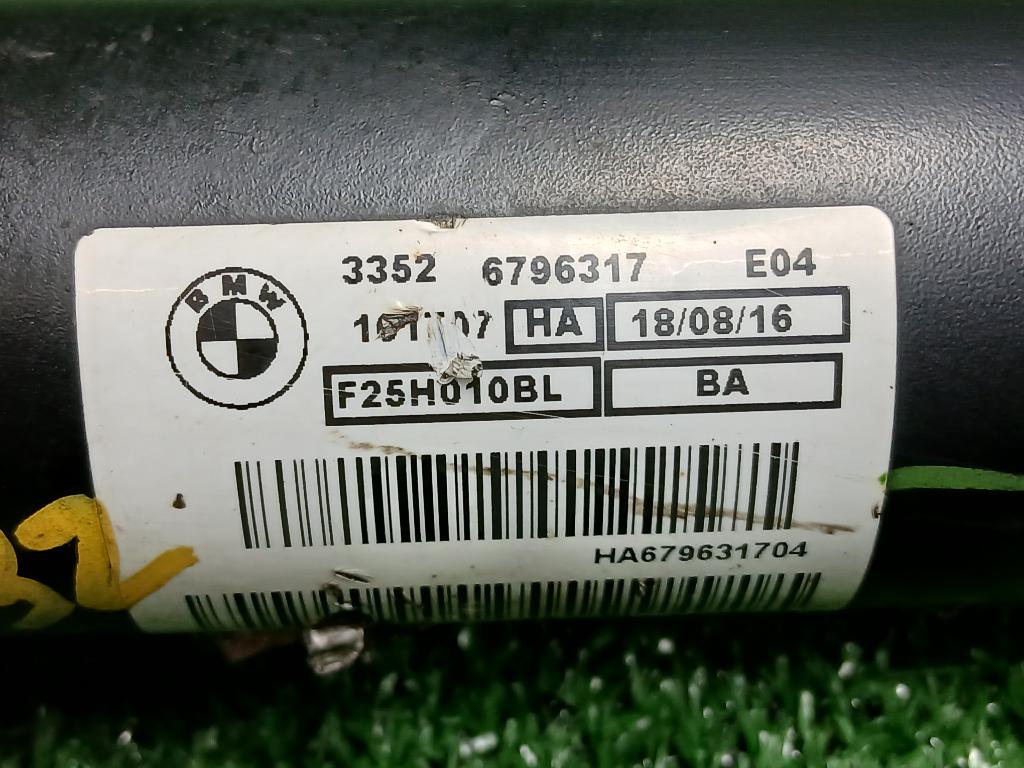 BMW
3352 6796317 E04
HA 18/08/16
F25H010BL BA
HA679631704